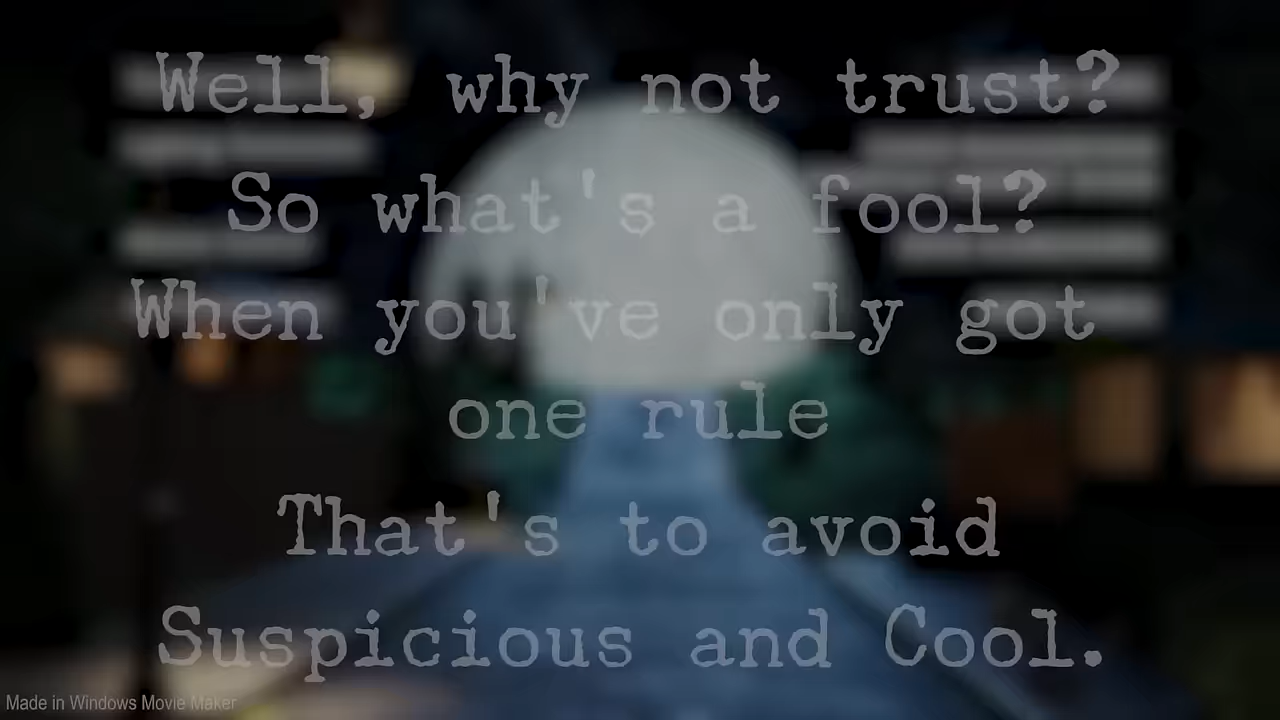 Well, why not trust?
So what's a fool?
When you've only got
one rule
That's to avoid
Suspicious and Cool.
Made in Windows Movie Maker